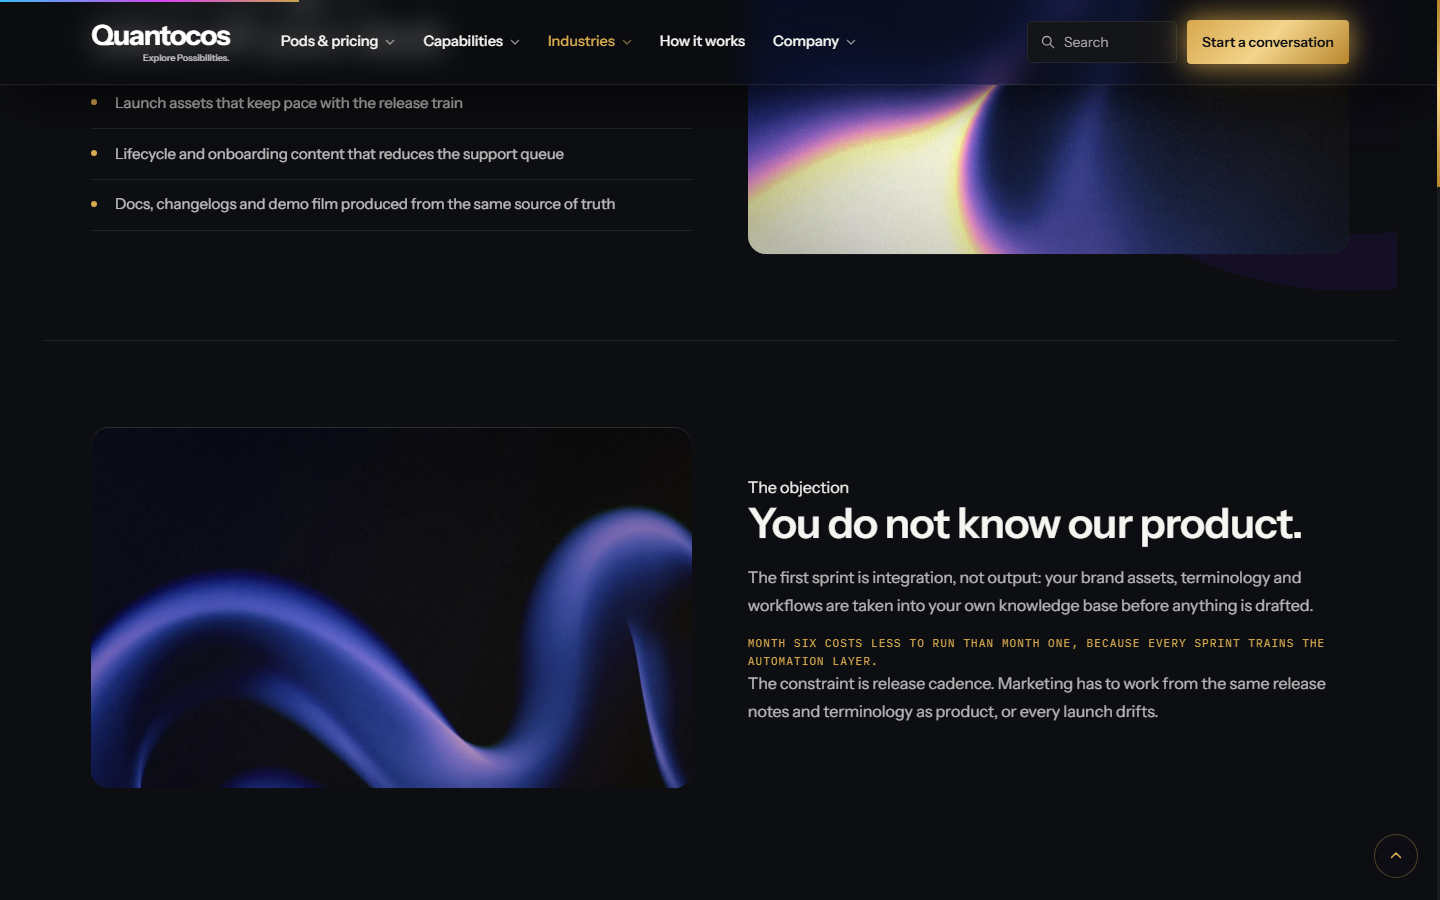 Quantocos
Explore Possibilities.
Pods & pricing
Capabilities
Industries
How it works
Company
Search
Start a conversation
Launch assets that keep pace with the release train
Lifecycle and onboarding content that reduces the support queue
Docs, changelogs and demo film produced from the same source of truth
The objection
You do not know our product.
The first sprint is integration, not output: your brand assets, terminology and
workflows are taken into your own knowledge base before anything is drafted.
MONTH SIX COSTS LESS TO RUN THAN MONTH ONE, BECAUSE EVERY SPRINT TRAINS THE
AUTOMATION LAYER.
The constraint is release cadence. Marketing has to work from the same release
notes and terminology as product, or every launch drifts.